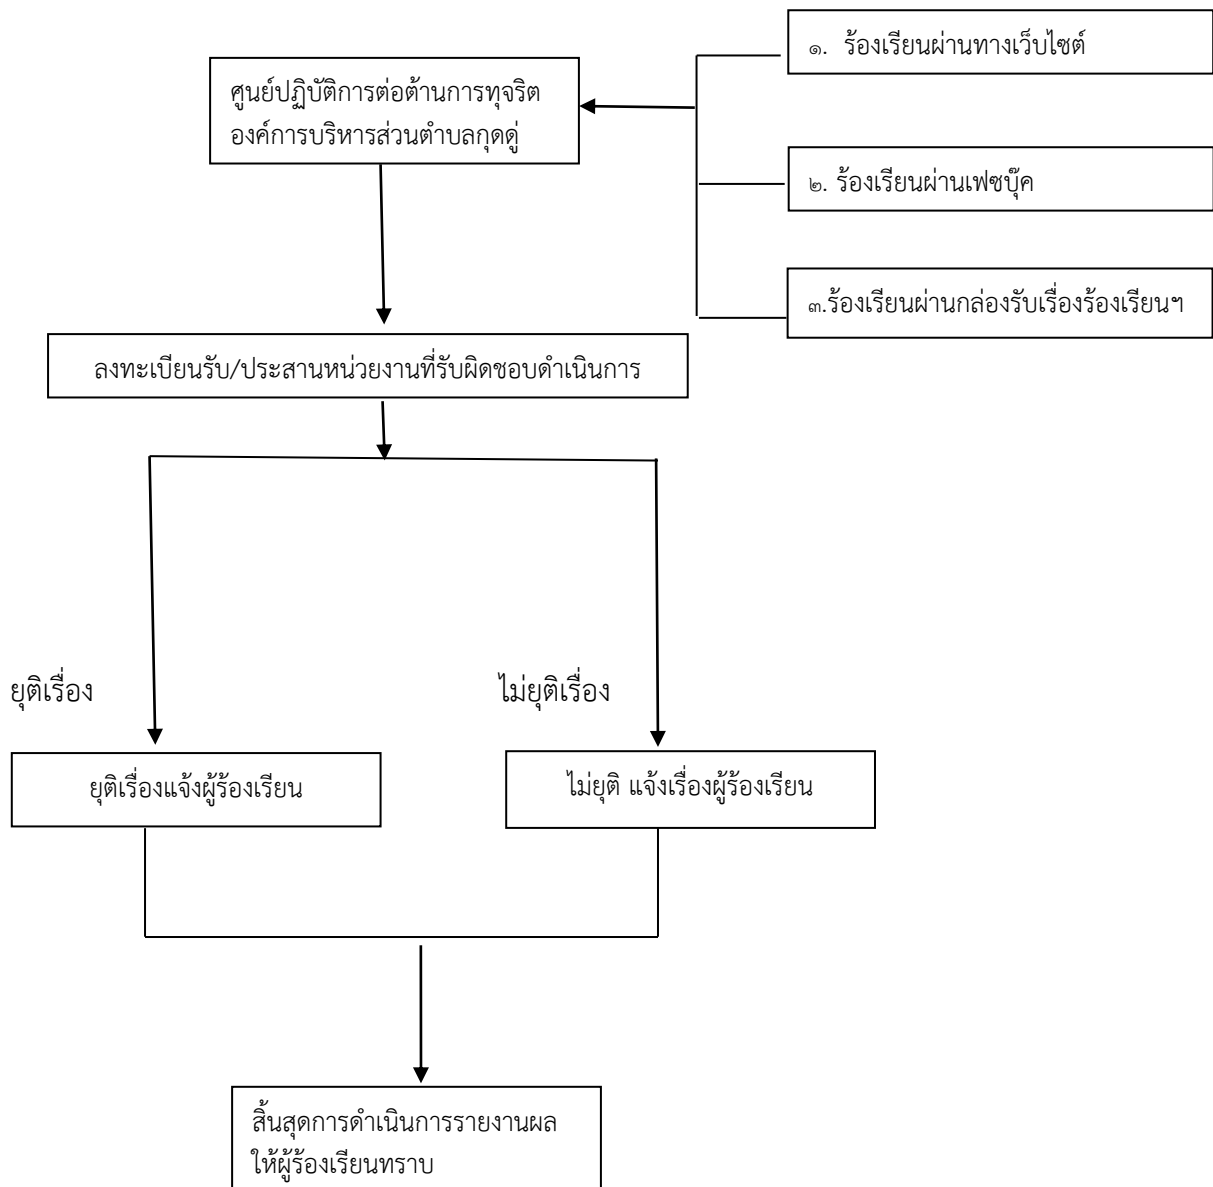 ๑. ร้องเรียนผ่านทางเว็บไซต์
ศูนย์ปฏิบัติการต่อต้านการทุจริต
องค์การบริหารส่วนตำบลกุดดู่
๒. ร้องเรียนผ่านเฟซบุ๊ค
๓.ร้องเรียนผ่านกล่องรับเรื่องร้องเรียนฯ
ลงทะเบียนรับ/ประสานหน่วยงานที่รับผิดชอบดำเนินการ
ยุติเรื่อง
ไม่ยุติเรื่อง
ยุติเรื่องแจ้งผู้ร้องเรียน
ไม่ยุติ แจ้งเรื่องผู้ร้องเรียน
สิ้นสุดการดำเนินการรายงานผล
ให้ผู้ร้องเรียนทราบ